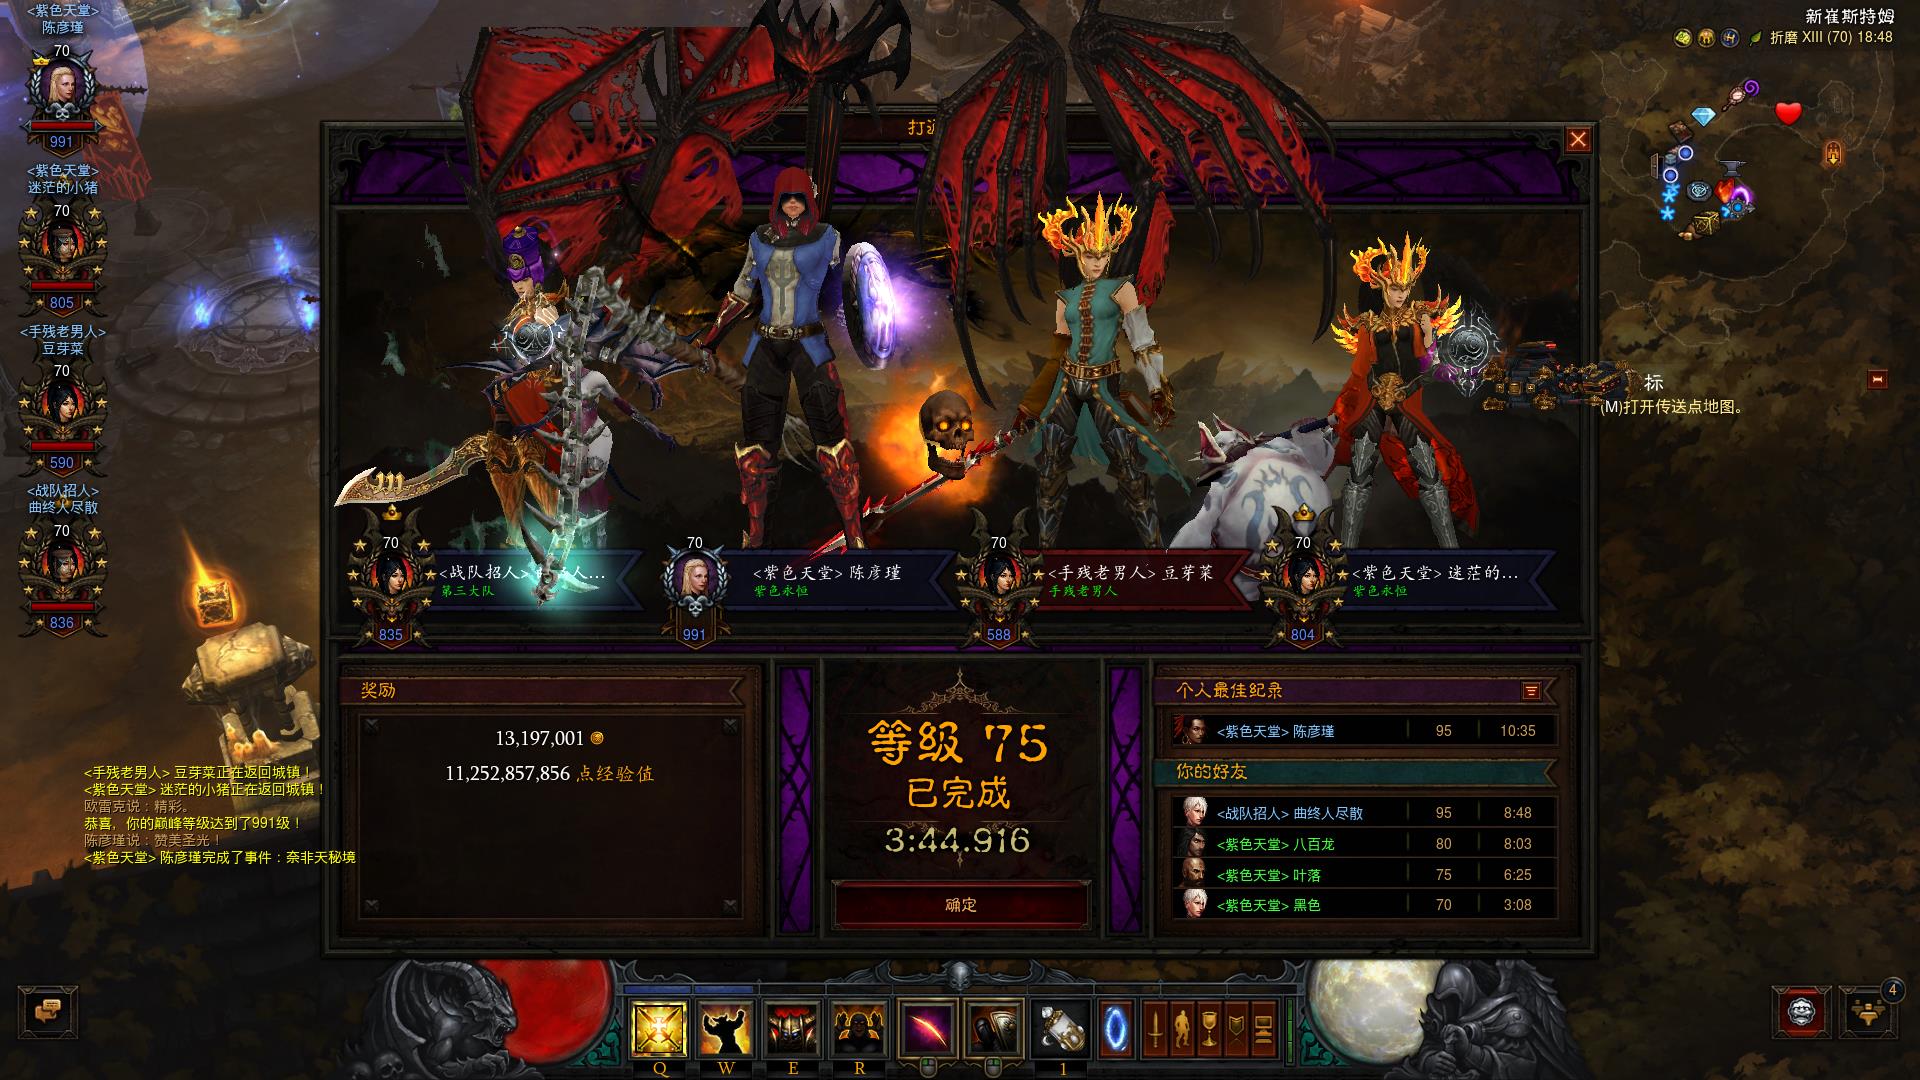 <紫色天堂>
陈彦瑾
70
991
<紫色天堂>
迷茫的小猪
70
805
<手残老男人>
豆芽菜
70
590
<战队招人>
曲终人尽散
70
836
新崔斯特姆
折磨 XIII (70) 18:48
标
(M)打开传送点地图。
70
<战队招人>
第三大队
835
70
<紫色天堂> 陈彦瑾
紫色永恒
991
70
<手残老男人> 豆芽菜
手残老男人
588
70
<紫色天堂> 迷茫的...
紫色永恒
804
奖励
13,197,001
11,252,857,856 点经验值
等级 75
已完成
3:44.916
确定
个人最佳纪录
<紫色天堂> 陈彦瑾 95 10:35
你的好友
<战队招人> 曲终人尽散 95 8:48
<紫色天堂> 八百龙 80 8:03
<紫色天堂> 叶落 75 6:25
<紫色天堂> 黑色 70 3:08
<手残老男人> 豆芽菜正在返回城镇！
<紫色天堂> 迷茫的小猪正在返回城镇！
欧雷克说：精彩。
恭喜，你的巅峰等级达到了991级！
陈彦瑾说：赞美圣光！
<紫色天堂> 陈彦瑾完成了事件：奈非天秘境
Q W E R 1
4